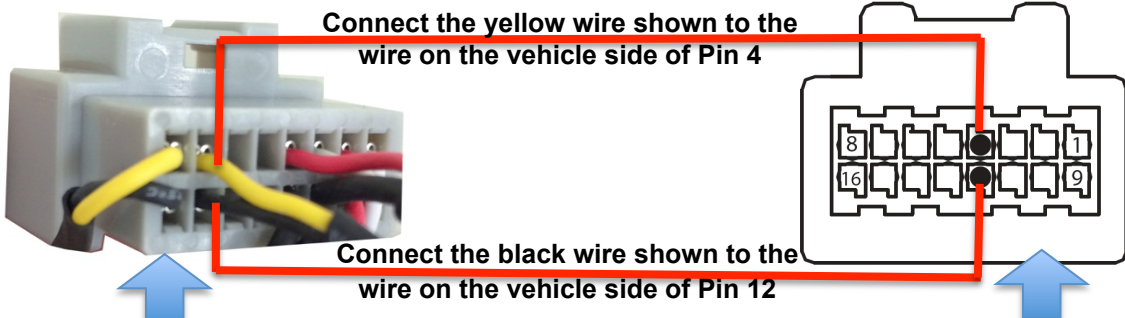 Connect the yellow wire shown to the
wire on the vehicle side of Pin 4
8 1
16 9
Connect the black wire shown to the
wire on the vehicle side of Pin 12